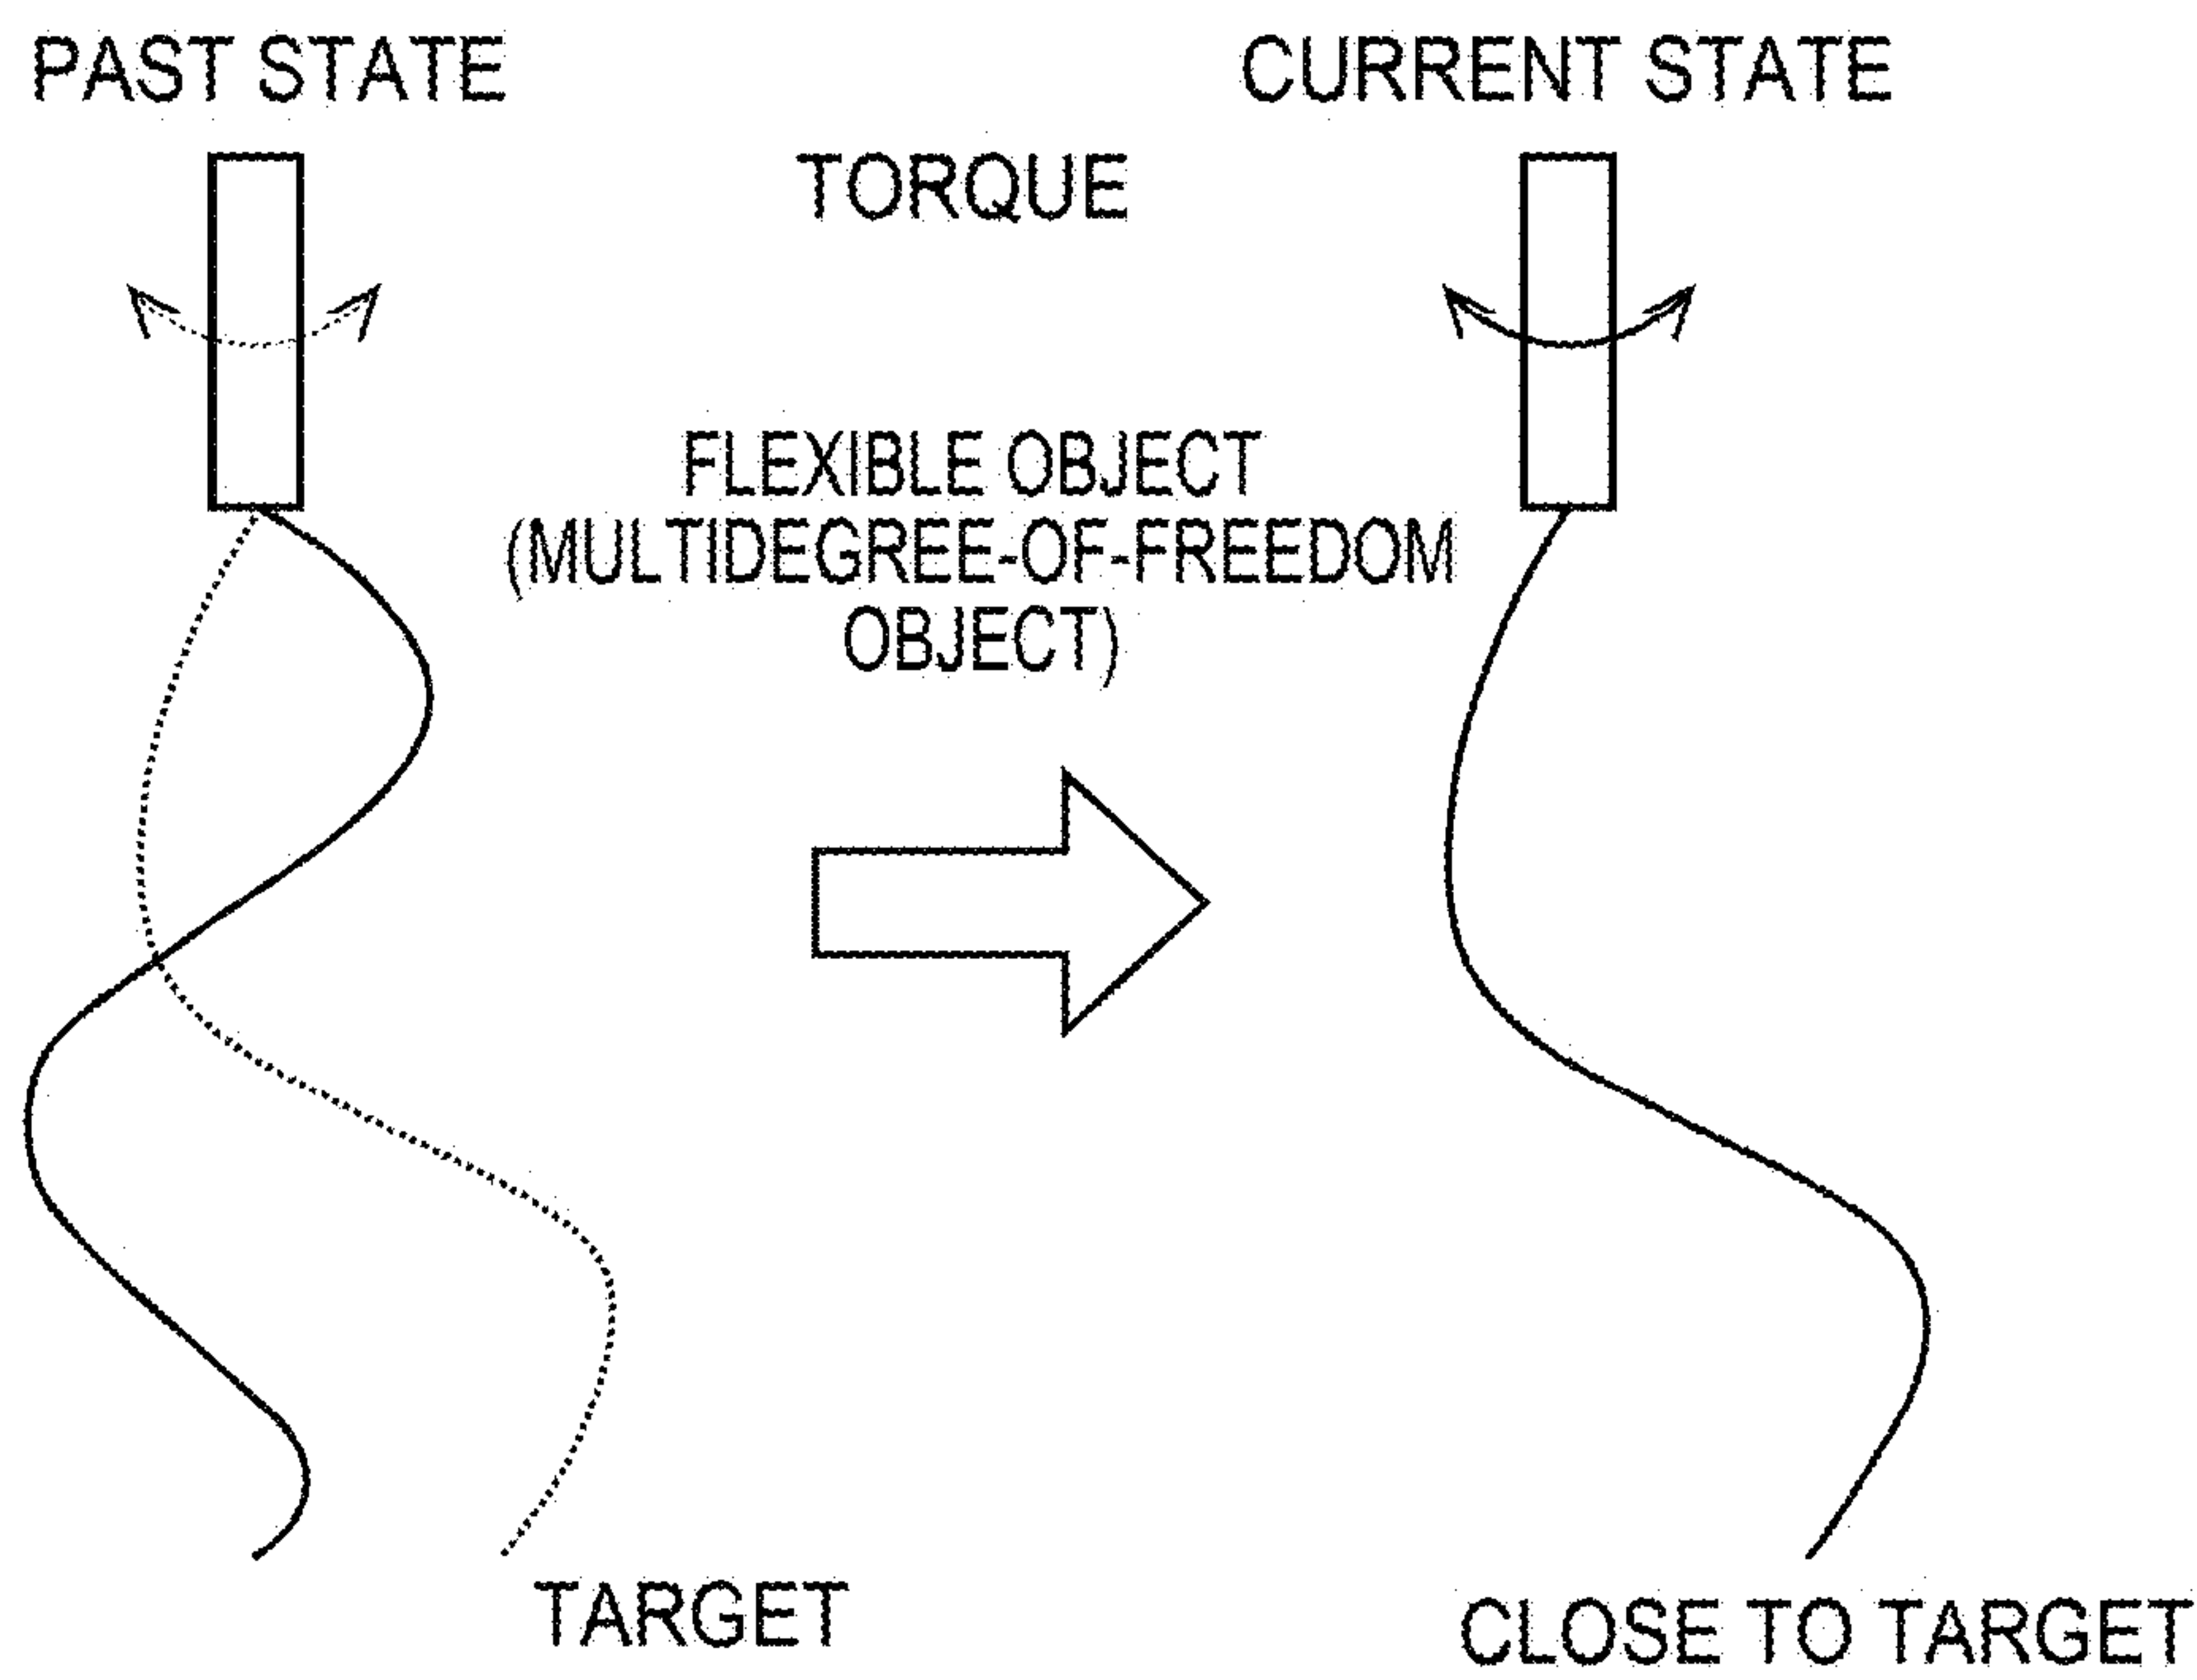 PAST STATE
CURRENT STATE
TORQUE
FLEXIBLE OBJECT
(MULTIDEGREE-OF-FREEDOM
OBJECT)
TARGET
CLOSE TO TARGET